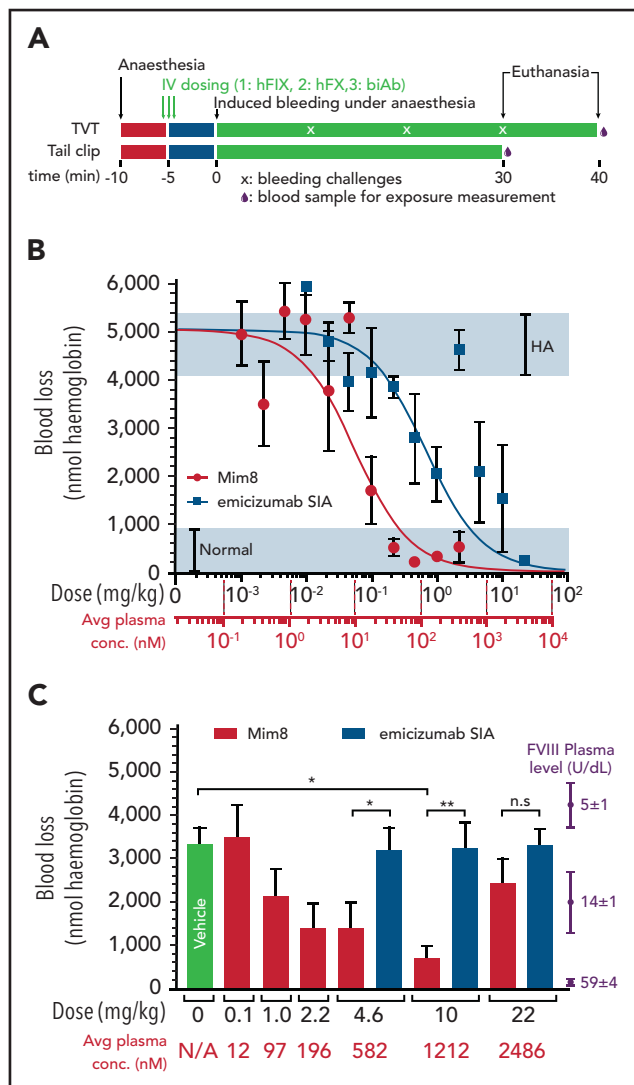 A
Anaesthesia
Euthanasia
IV dosing (1: hFIX, 2: hFX,3: biAb)
Induced bleeding under anaesthesia
TVT
x x x
Tail clip
time (min) -10 -5 0 30 40
x: bleeding challenges
: blood sample for exposure measurement
B
Blood loss
(nmol haemoglobin)
6,000
5,000
4,000
3,000
2,000
1,000
0
HA
Mim8
emicizumab SIA
Normal
Dose (mg/kg) 0 10⁻³ 10⁻² 10⁻¹ 10⁰ 10¹ 10²
Avg plasma
conc. (nM) 10⁻¹ 10⁰ 10¹ 10² 10³ 10⁴
C
Blood loss
(nmol haemoglobin)
6,000
5,000
4,000
3,000
2,000
1,000
0
Mim8 emicizumab SIA
FVIII Plasma
level (U/dL)
* * ** n.s
5±1
14±1
59±4
Vehicle
Dose (mg/kg) 0 0.1 1.0 2.2 4.6 10 22
Avg plasma
conc. (nM) N/A 12 97 196 582 1212 2486